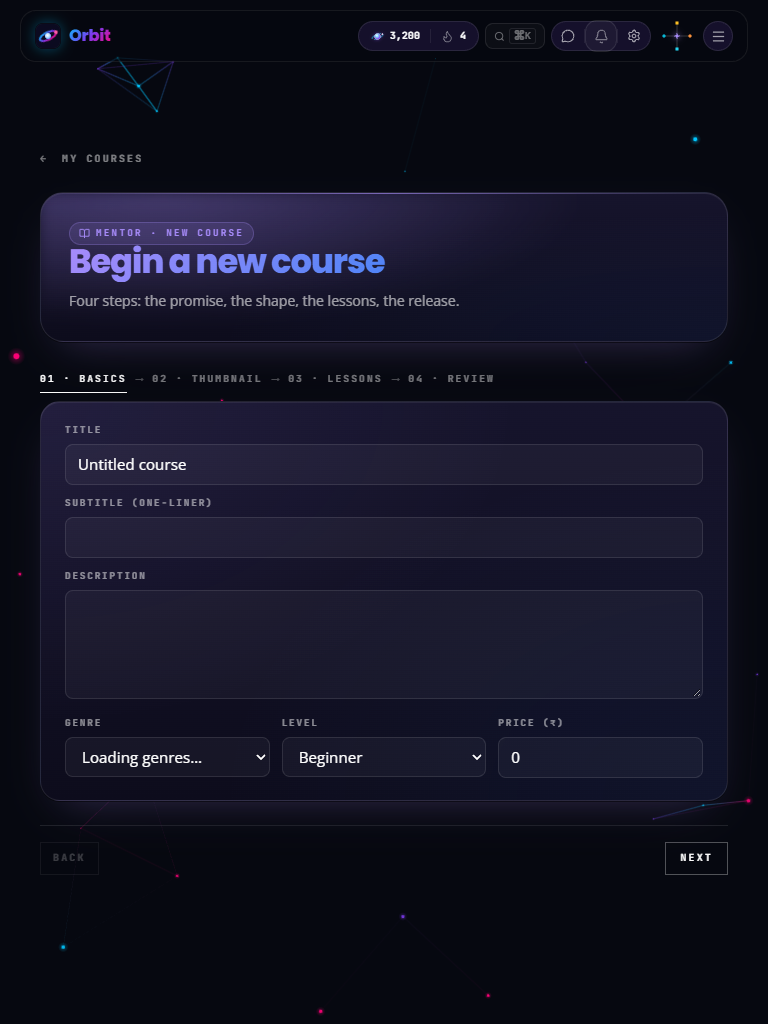 Orbit
3,200 4 ⌘K
← MY COURSES
MENTOR · NEW COURSE
Begin a new course
Four steps: the promise, the shape, the lessons, the release.
01 · BASICS → 02 · THUMBNAIL → 03 · LESSONS → 04 · REVIEW
TITLE
Untitled course
SUBTITLE (ONE-LINER)
DESCRIPTION
GENRE LEVEL PRICE (₹)
Loading genres... Beginner 0
BACK NEXT